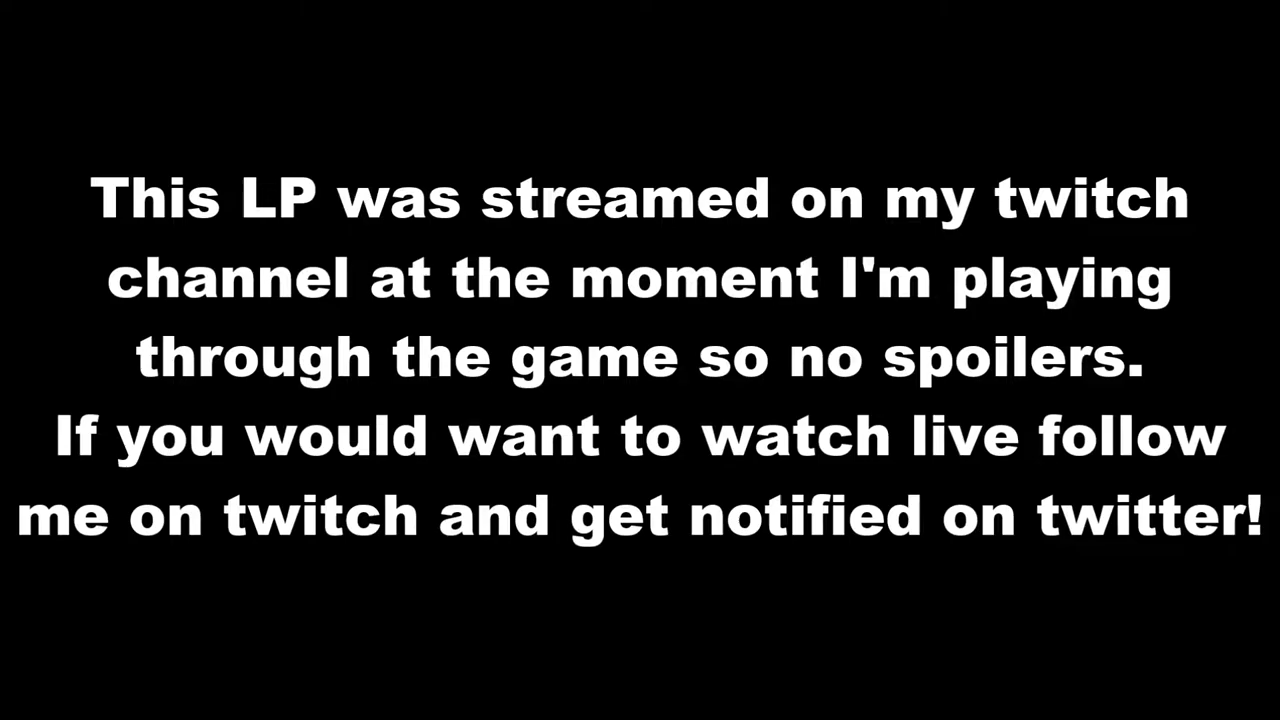 This LP was streamed on my twitch
channel at the moment I'm playing
through the game so no spoilers.
If you would want to watch live follow
me on twitch and get notified on twitter!